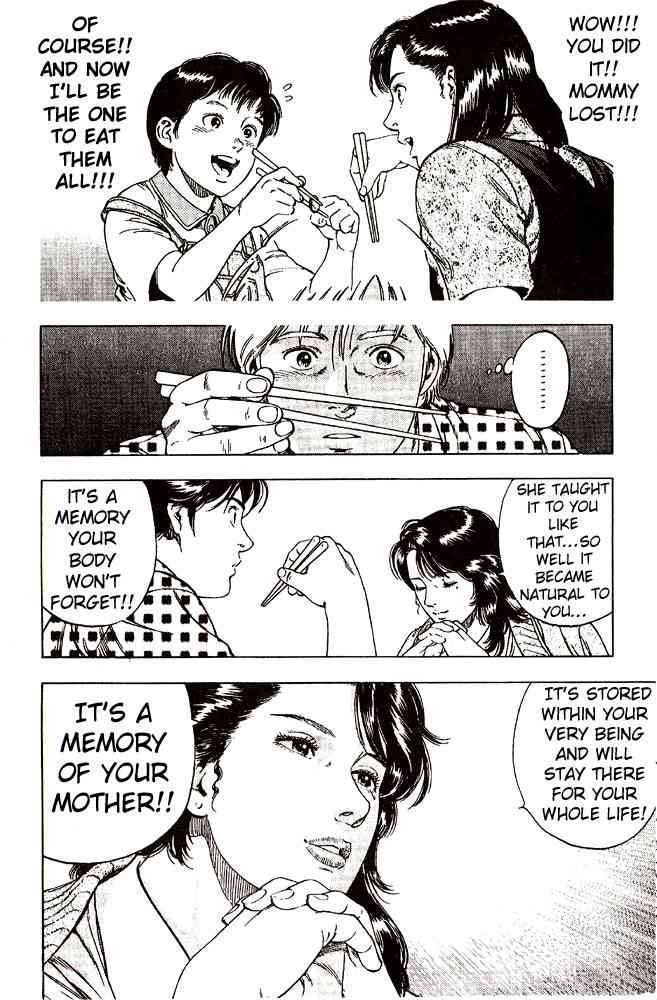 WOW!!!
YOU DID
IT!!
MOMMY
LOST!!!
OF
COURSE!!
AND NOW
I'LL BE
THE ONE
TO EAT
THEM
ALL!!!
.........
SHE TAUGHT
IT TO YOU
LIKE
THAT...SO
WELL IT
BECAME
NATURAL TO
YOU...
IT'S A
MEMORY
YOUR
BODY
WON'T
FORGET!!
IT'S STORED
WITHIN YOUR
VERY BEING
AND WILL
STAY THERE
FOR YOUR
WHOLE LIFE!
IT'S A
MEMORY
OF YOUR
MOTHER!!